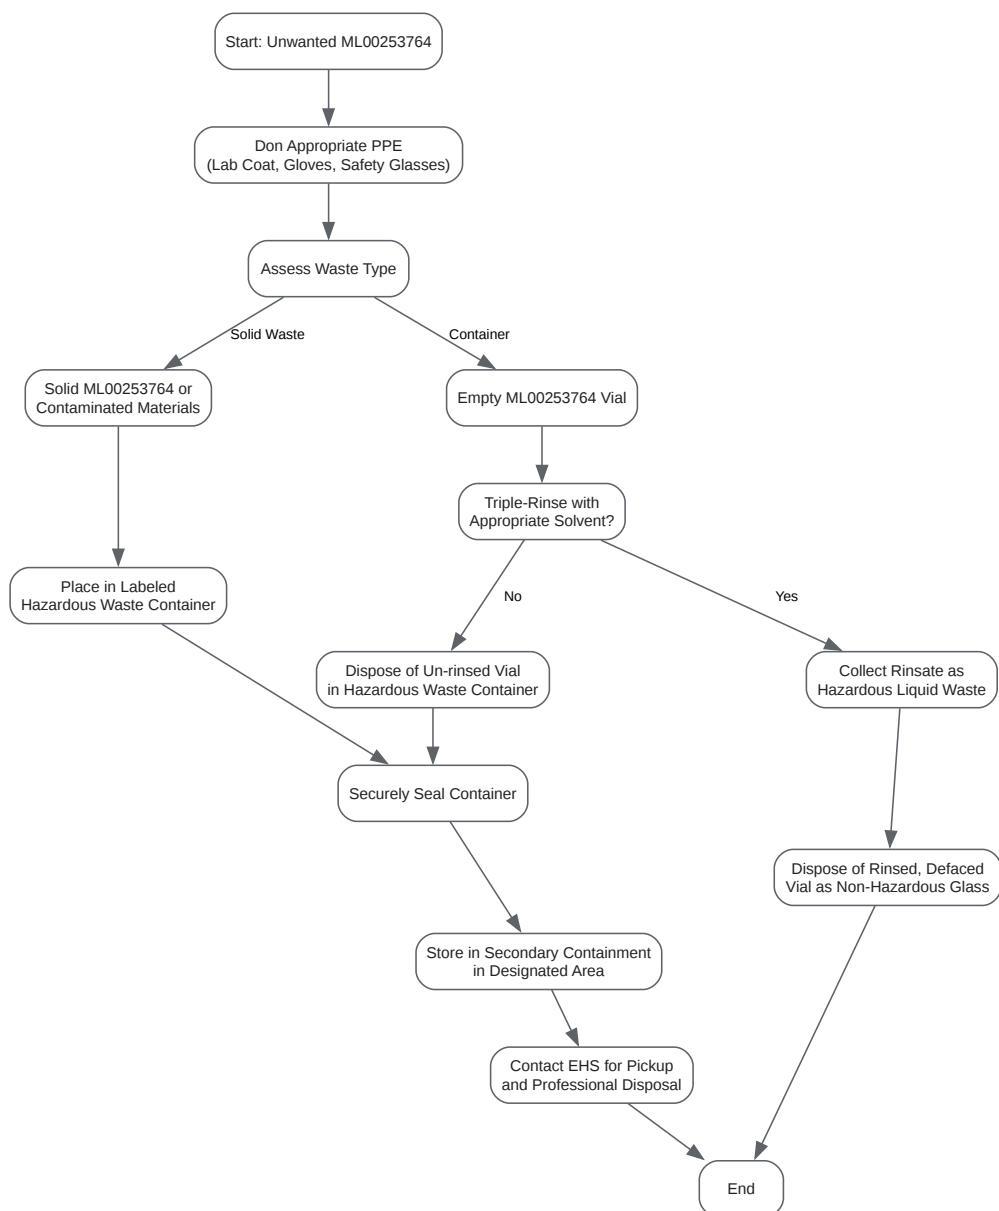 Start: Unwanted ML00253764
Don Appropriate PPE
(Lab Coat, Gloves, Safety Glasses)
Assess Waste Type
Solid Waste
Container
Solid ML00253764 or
Contaminated Materials
Empty ML00253764 Vial
Triple-Rinse with
Appropriate Solvent?
Place in Labeled
Hazardous Waste Container
No
Yes
Dispose of Un-rinsed Vial
in Hazardous Waste Container
Collect Rinsate as
Hazardous Liquid Waste
Securely Seal Container
Dispose of Rinsed, Defaced
Vial as Non-Hazardous Glass
Store in Secondary Containment
in Designated Area
Contact EHS for Pickup
and Professional Disposal
End